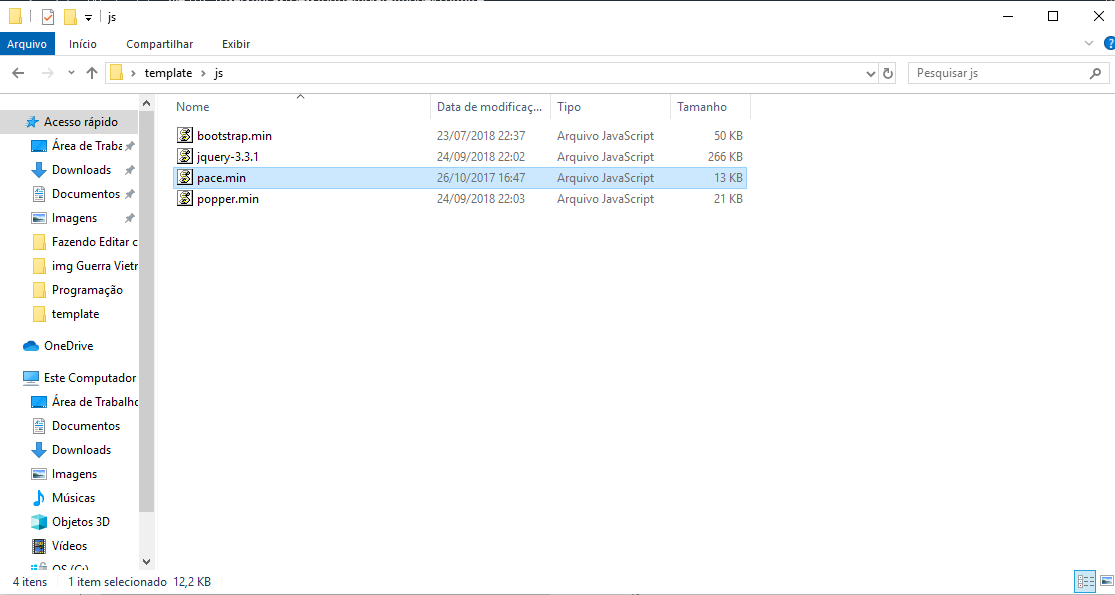 js
Arquivo Início Compartilhar Exibir
template js
Pesquisar js
Nome Data de modificaç... Tipo Tamanho
bootstrap.min 23/07/2018 22:37 Arquivo JavaScript 50 KB
jquery-3.3.1 24/09/2018 22:02 Arquivo JavaScript 266 KB
pace.min 26/10/2017 16:47 Arquivo JavaScript 13 KB
popper.min 24/09/2018 22:03 Arquivo JavaScript 21 KB
Acesso rápido
Área de Traba
Downloads
Documentos
Imagens
Fazendo Editar c
img Guerra Vietr
Programação
template
OneDrive
Este Computador
Área de Trabalho
Documentos
Downloads
Imagens
Músicas
Objetos 3D
Vídeos
OS (C:)
4 itens 1 item selecionado 12,2 KB